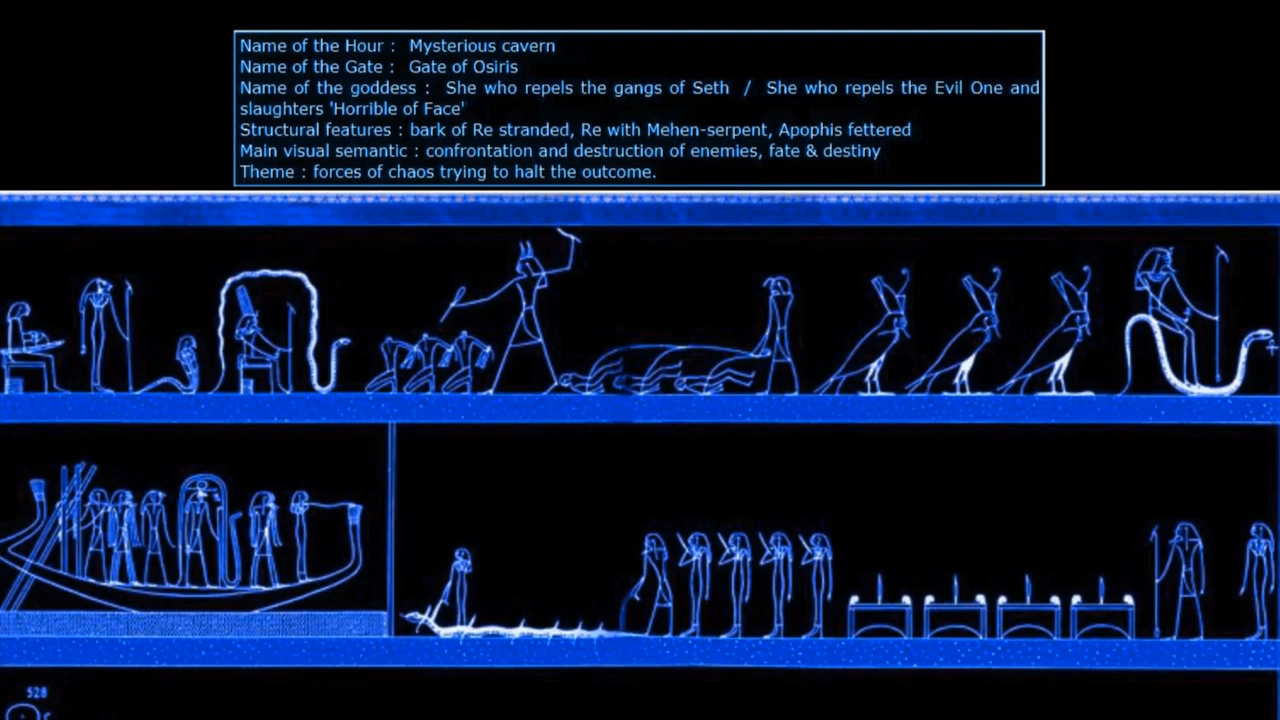 Name of the Hour : Mysterious cavern
Name of the Gate : Gate of Osiris
Name of the goddess : She who repels the gangs of Seth / She who repels the Evil One and
slaughters 'Horrible of Face'
Structural features : bark of Re stranded, Re with Mehen-serpent, Apophis fettered
Main visual semantic : confrontation and destruction of enemies, fate & destiny
Theme : forces of chaos trying to halt the outcome.
528